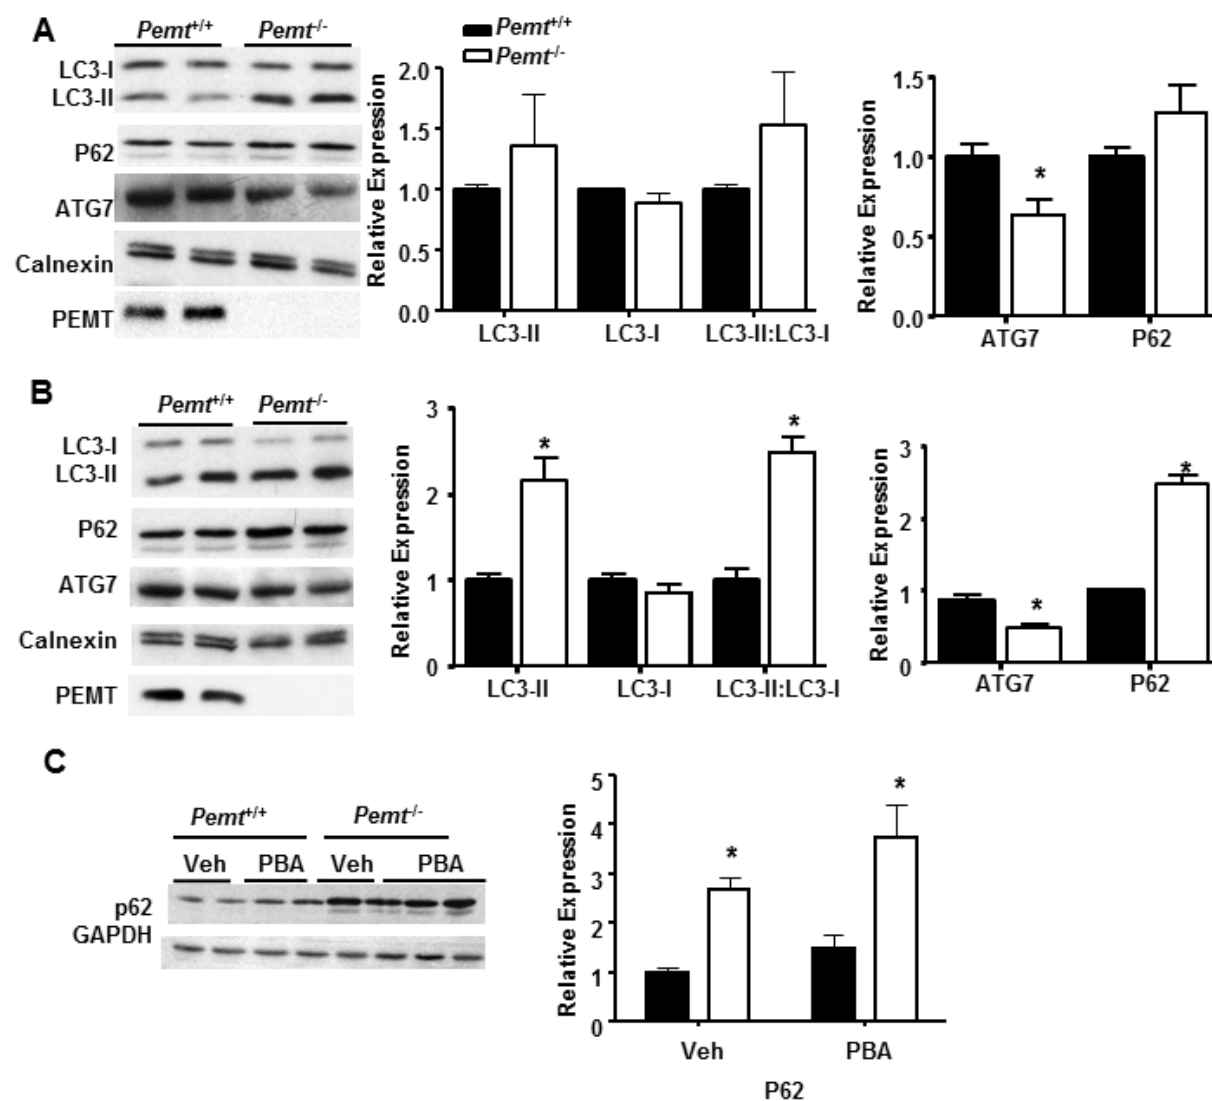 A
Pemt+/+ Pemt-/-
LC3-I
LC3-II
P62
ATG7
Calnexin
PEMT
Pemt+/+
Pemt-/-
Relative Expression
2.0
1.5
1.0
0.5
0.0
LC3-II LC3-I LC3-II:LC3-I
Relative Expression
1.5
1.0
0.5
0.0
*
ATG7 P62
B
Pemt+/+ Pemt-/-
LC3-I
LC3-II
P62
ATG7
Calnexin
PEMT
Relative Expression
3
2
1
0
* *
LC3-II LC3-I LC3-II:LC3-I
Relative Expression
3
2
1
0
* *
ATG7 P62
C
Pemt+/+ Pemt-/-
Veh PBA Veh PBA
p62
GAPDH
Relative Expression
5
4
3
2
1
0
* *
Veh PBA
P62